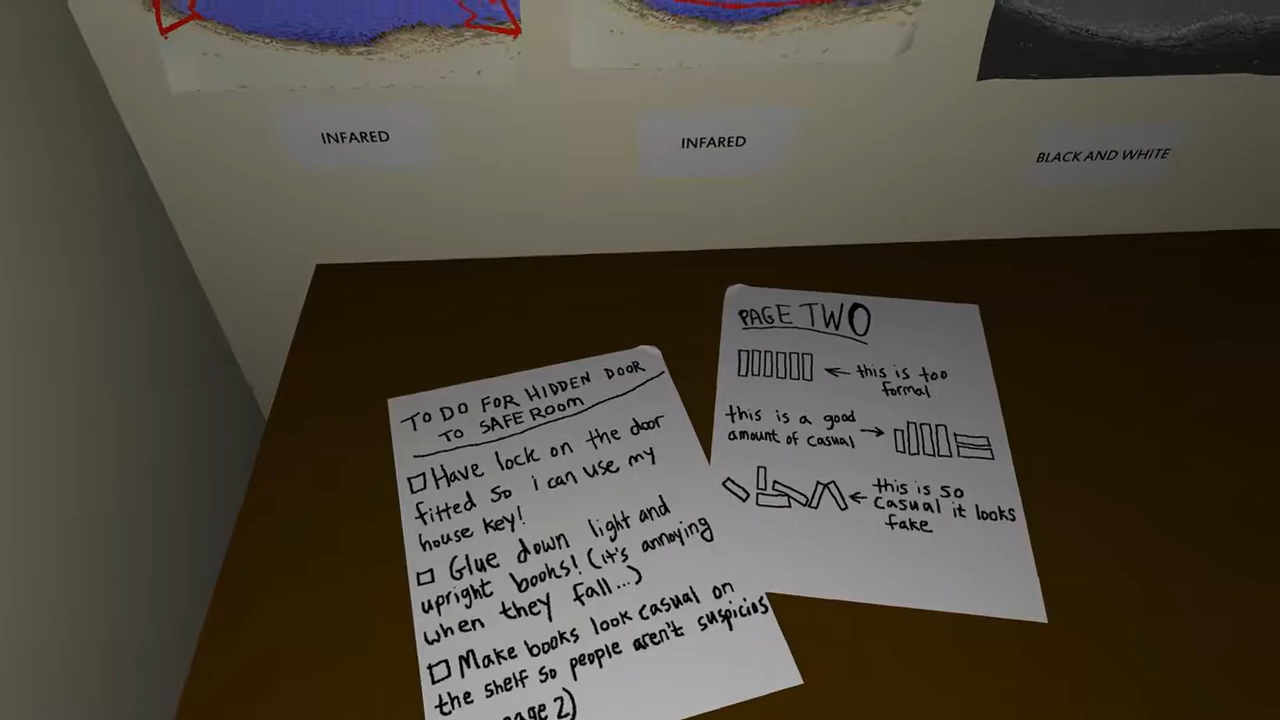 INFARED
INFARED
BLACK AND WHITE
TO DO FOR HIDDEN DOOR
TO SAFE ROOM
Have lock on the door
fitted so i can use my
house key!
Glue down light and
upright books! (it's annoying
when they fall...)
Make books look casual on
the shelf so people aren't suspicios
age 2)
PAGE TWO
this is too
formal
this is a good
amount of casual
this is so
casual it looks
fake